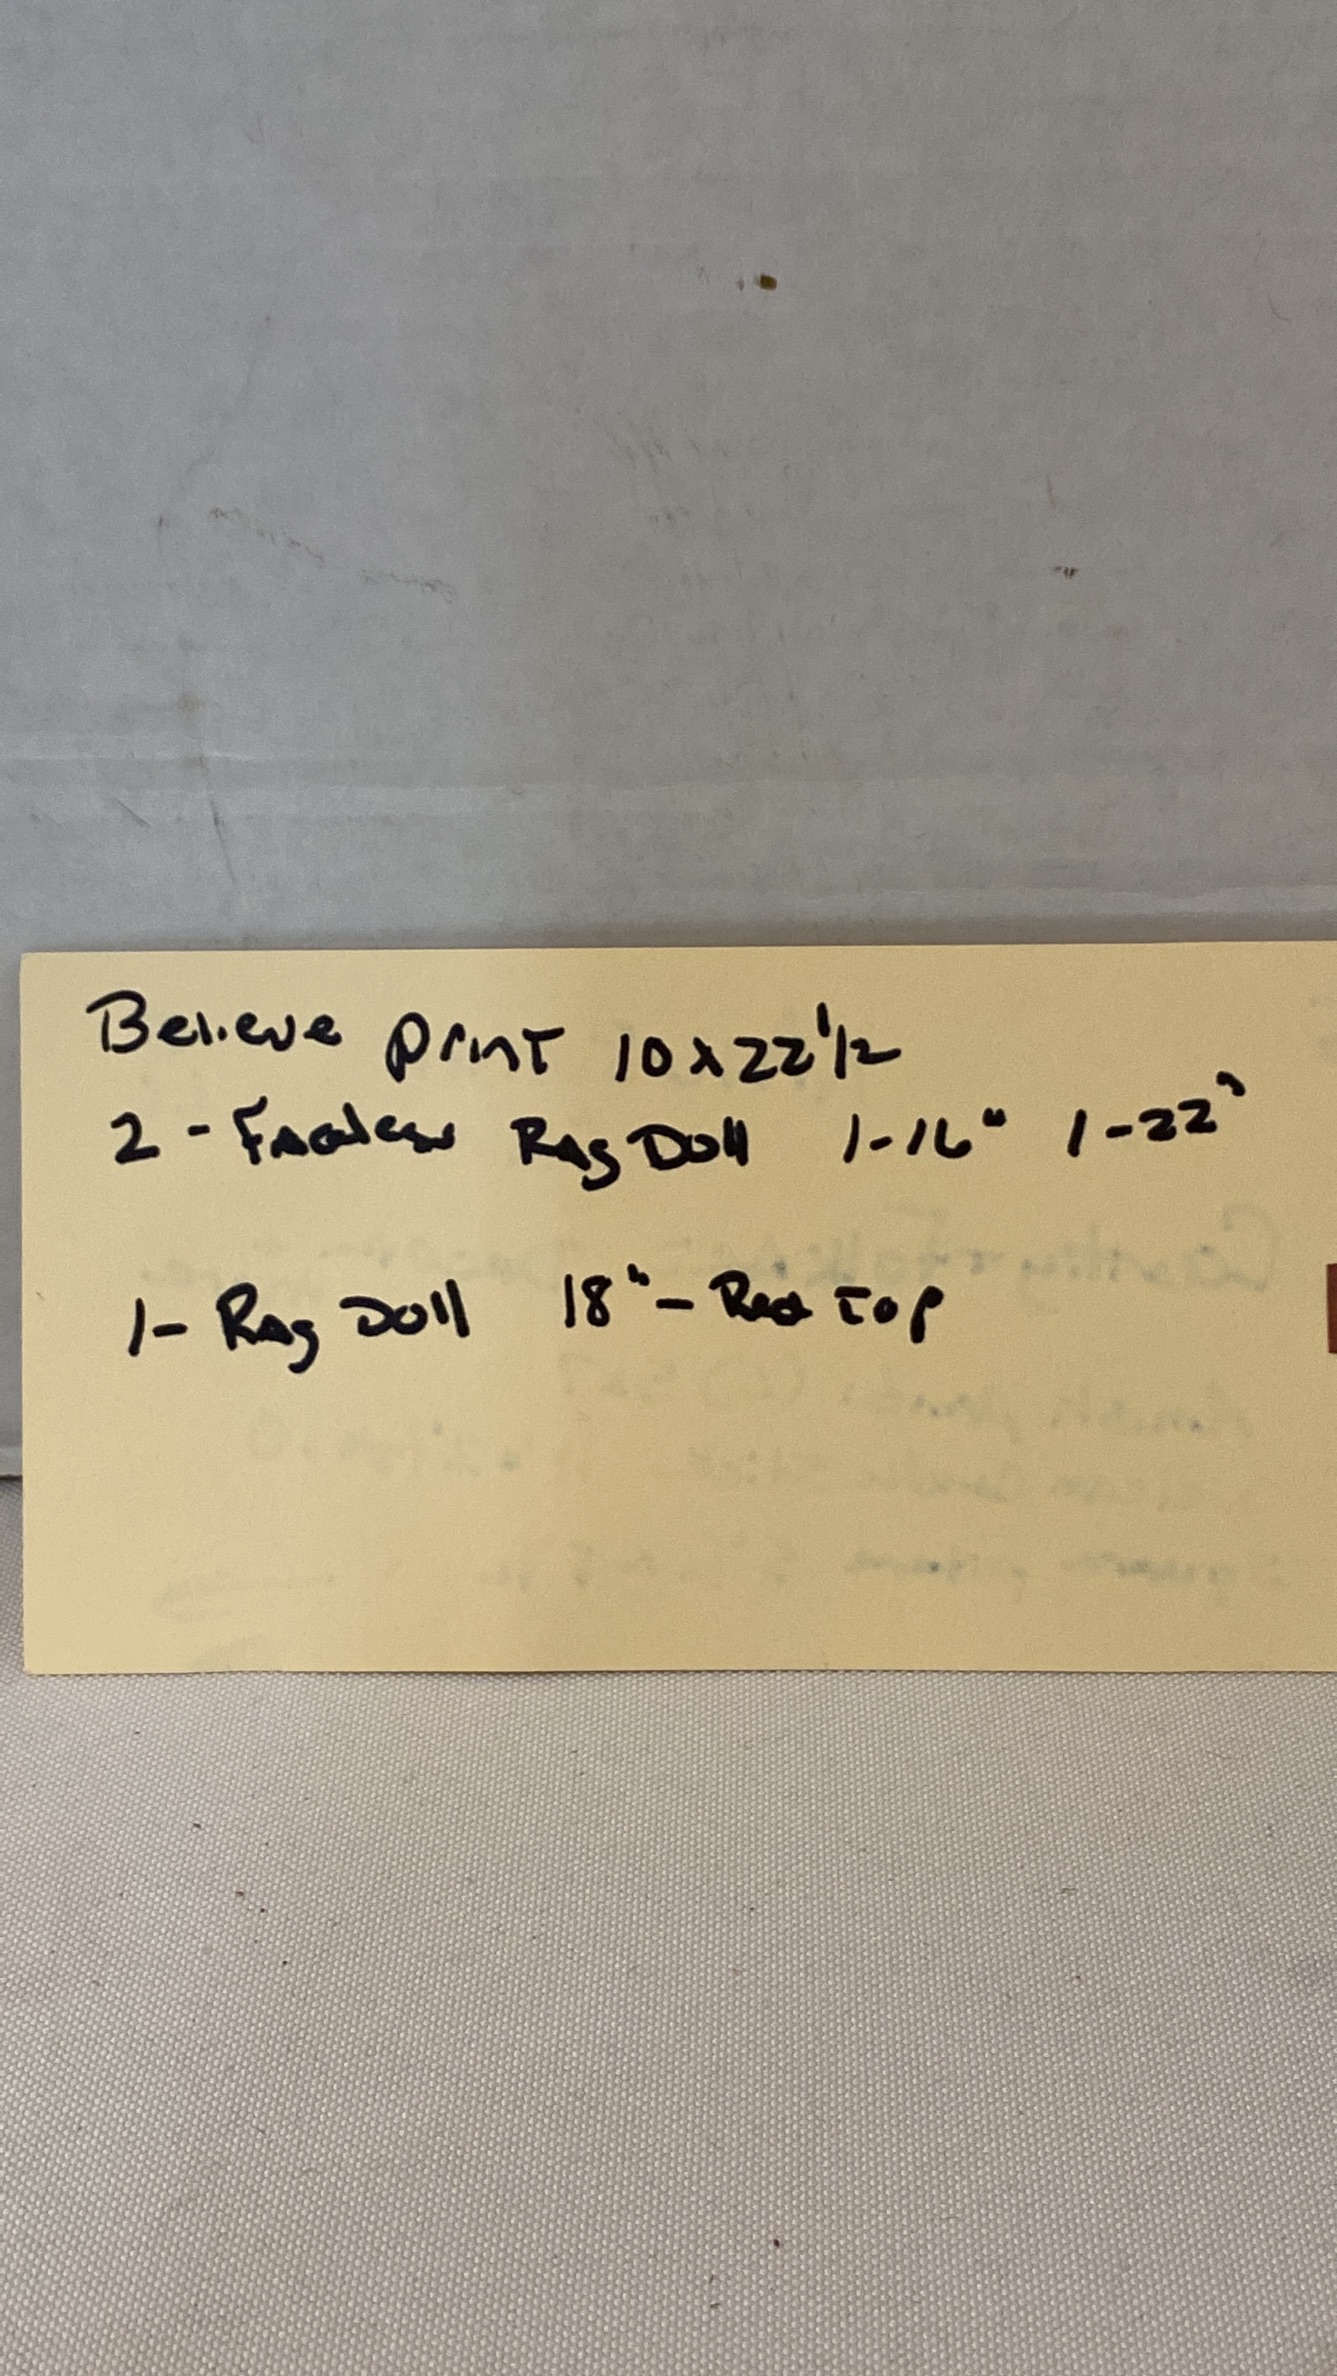 Believe print 10x22 1/2
2 - Faceless Rag Doll 1-16" 1-22"
1- Rag Doll 18" - Red Top